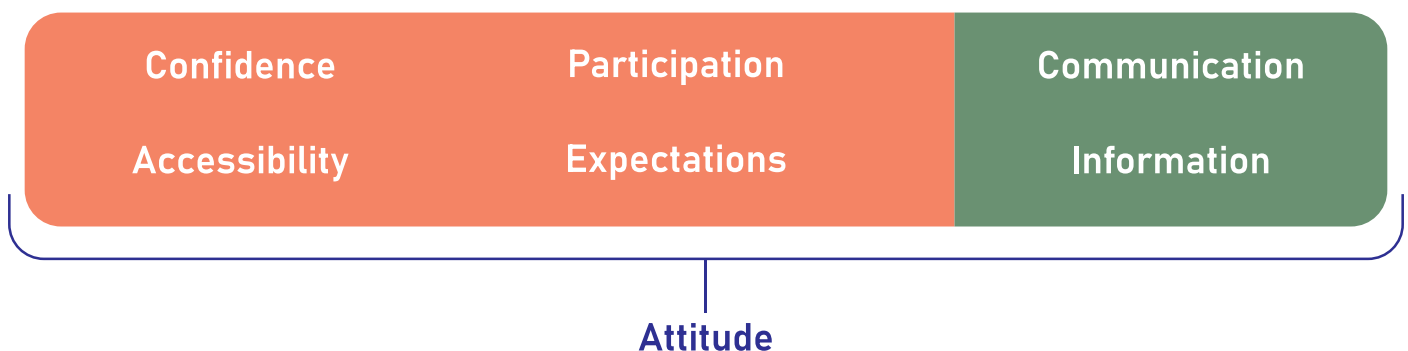 Confidence Participation Communication
Accessibility Expectations Information
Attitude